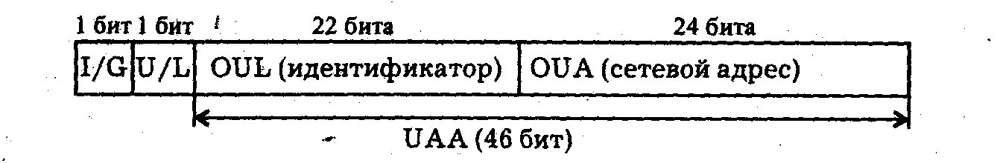 1 бит 1 бит 22 бита 24 бита
I/G U/L OUL (идентификатор) OUA (сетевой адрес)
UAA (46 бит)